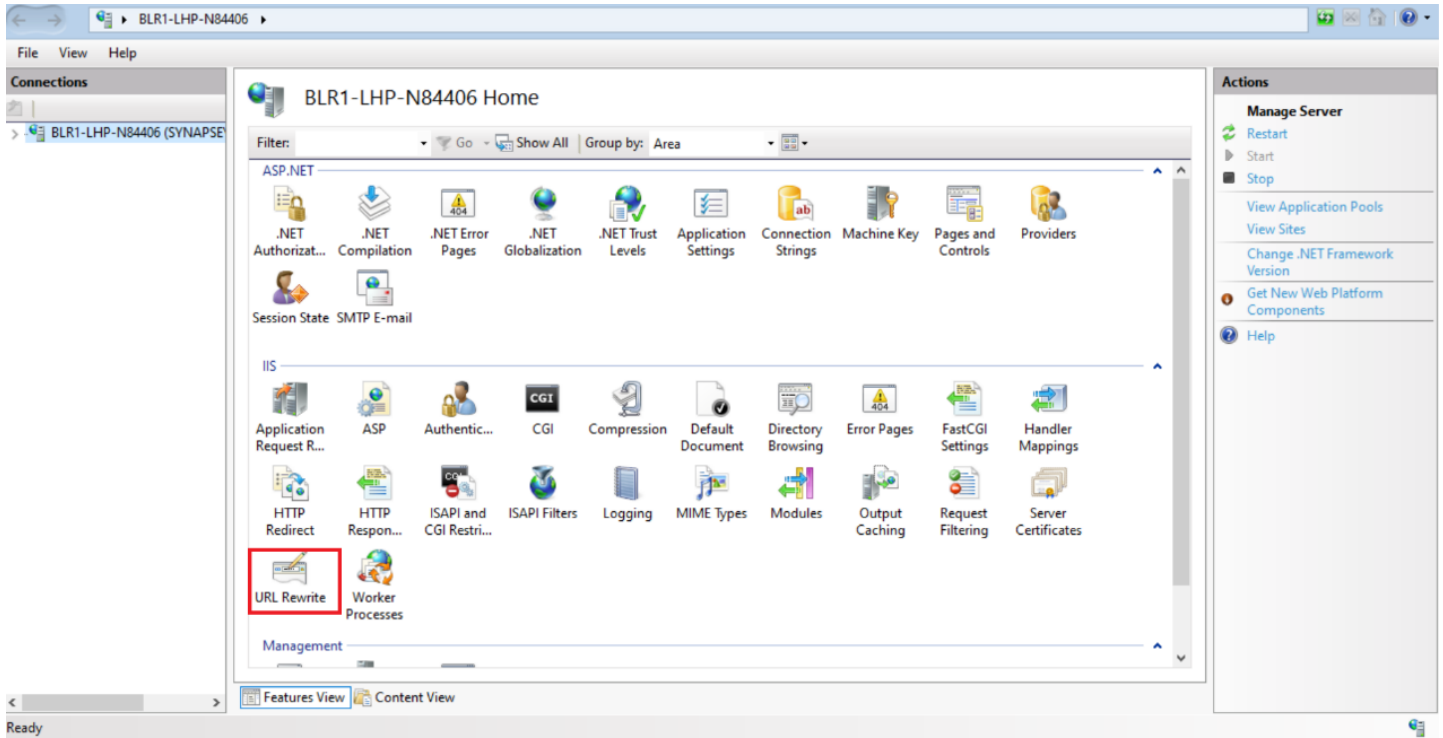 BLR1-LHP-N84406
File View Help
Connections
BLR1-LHP-N84406 (SYNAPSE
BLR1-LHP-N84406 Home
Filter: Go Show All Group by: Area
ASP.NET
.NET Authorizat...
.NET Compilation
.NET Error Pages
.NET Globalization
.NET Trust Levels
Application Settings
Connection Strings
Machine Key
Pages and Controls
Providers
Session State
SMTP E-mail
IIS
Application Request R...
ASP
Authentic...
CGI
Compression
Default Document
Directory Browsing
Error Pages
FastCGI Settings
Handler Mappings
HTTP Redirect
HTTP Respon...
ISAPI and CGI Restri...
ISAPI Filters
Logging
MIME Types
Modules
Output Caching
Request Filtering
Server Certificates
URL Rewrite
Worker Processes
Management
Features View Content View
Ready
Actions
Manage Server
Restart
Start
Stop
View Application Pools
View Sites
Change .NET Framework
Version
Get New Web Platform
Components
Help